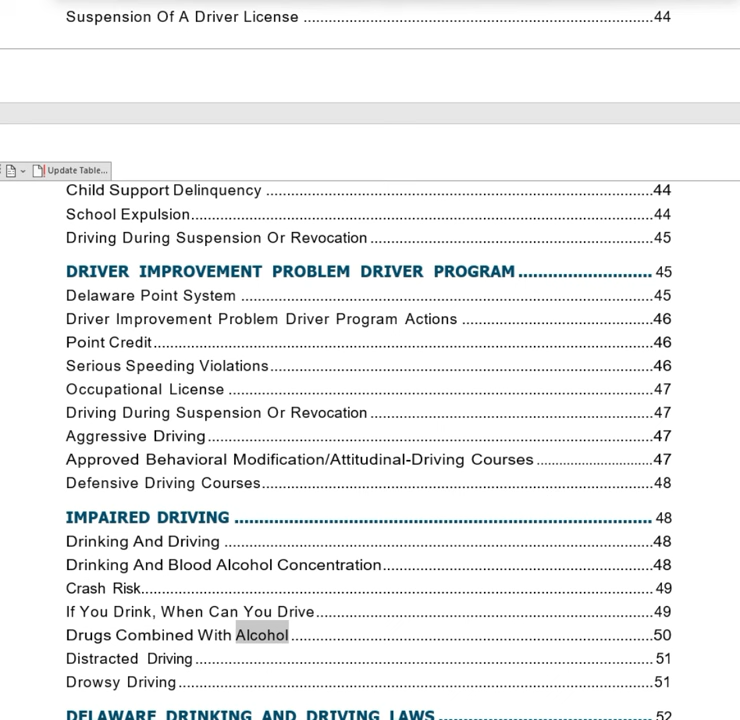 Suspension Of A Driver License ..................................................................................44
Update Table...
Child Support Delinquency ............................................................................................44
School Expulsion..............................................................................................................44
Driving During Suspension Or Revocation ...................................................................45
DRIVER IMPROVEMENT PROBLEM DRIVER PROGRAM ............................ 45
Delaware Point System ..................................................................................................45
Driver Improvement Problem Driver Program Actions .............................................46
Point Credit.......................................................................................................................46
Serious Speeding Violations...........................................................................................46
Occupational License .....................................................................................................47
Driving During Suspension Or Revocation ...................................................................47
Aggressive Driving..........................................................................................................47
Approved Behavioral Modification/Attitudinal-Driving Courses ............................47
Defensive Driving Courses.............................................................................................48
IMPAIRED DRIVING ................................................................................... 48
Drinking And Driving ......................................................................................................48
Drinking And Blood Alcohol Concentration................................................................48
Crash Risk.........................................................................................................................49
If You Drink, When Can You Drive................................................................................49
Drugs Combined With Alcohol ......................................................................................50
Distracted Driving .............................................................................................................51
Drowsy Driving.................................................................................................................51
DELAWARE DRINKING AND DRIVING LAWS ........................................... 52